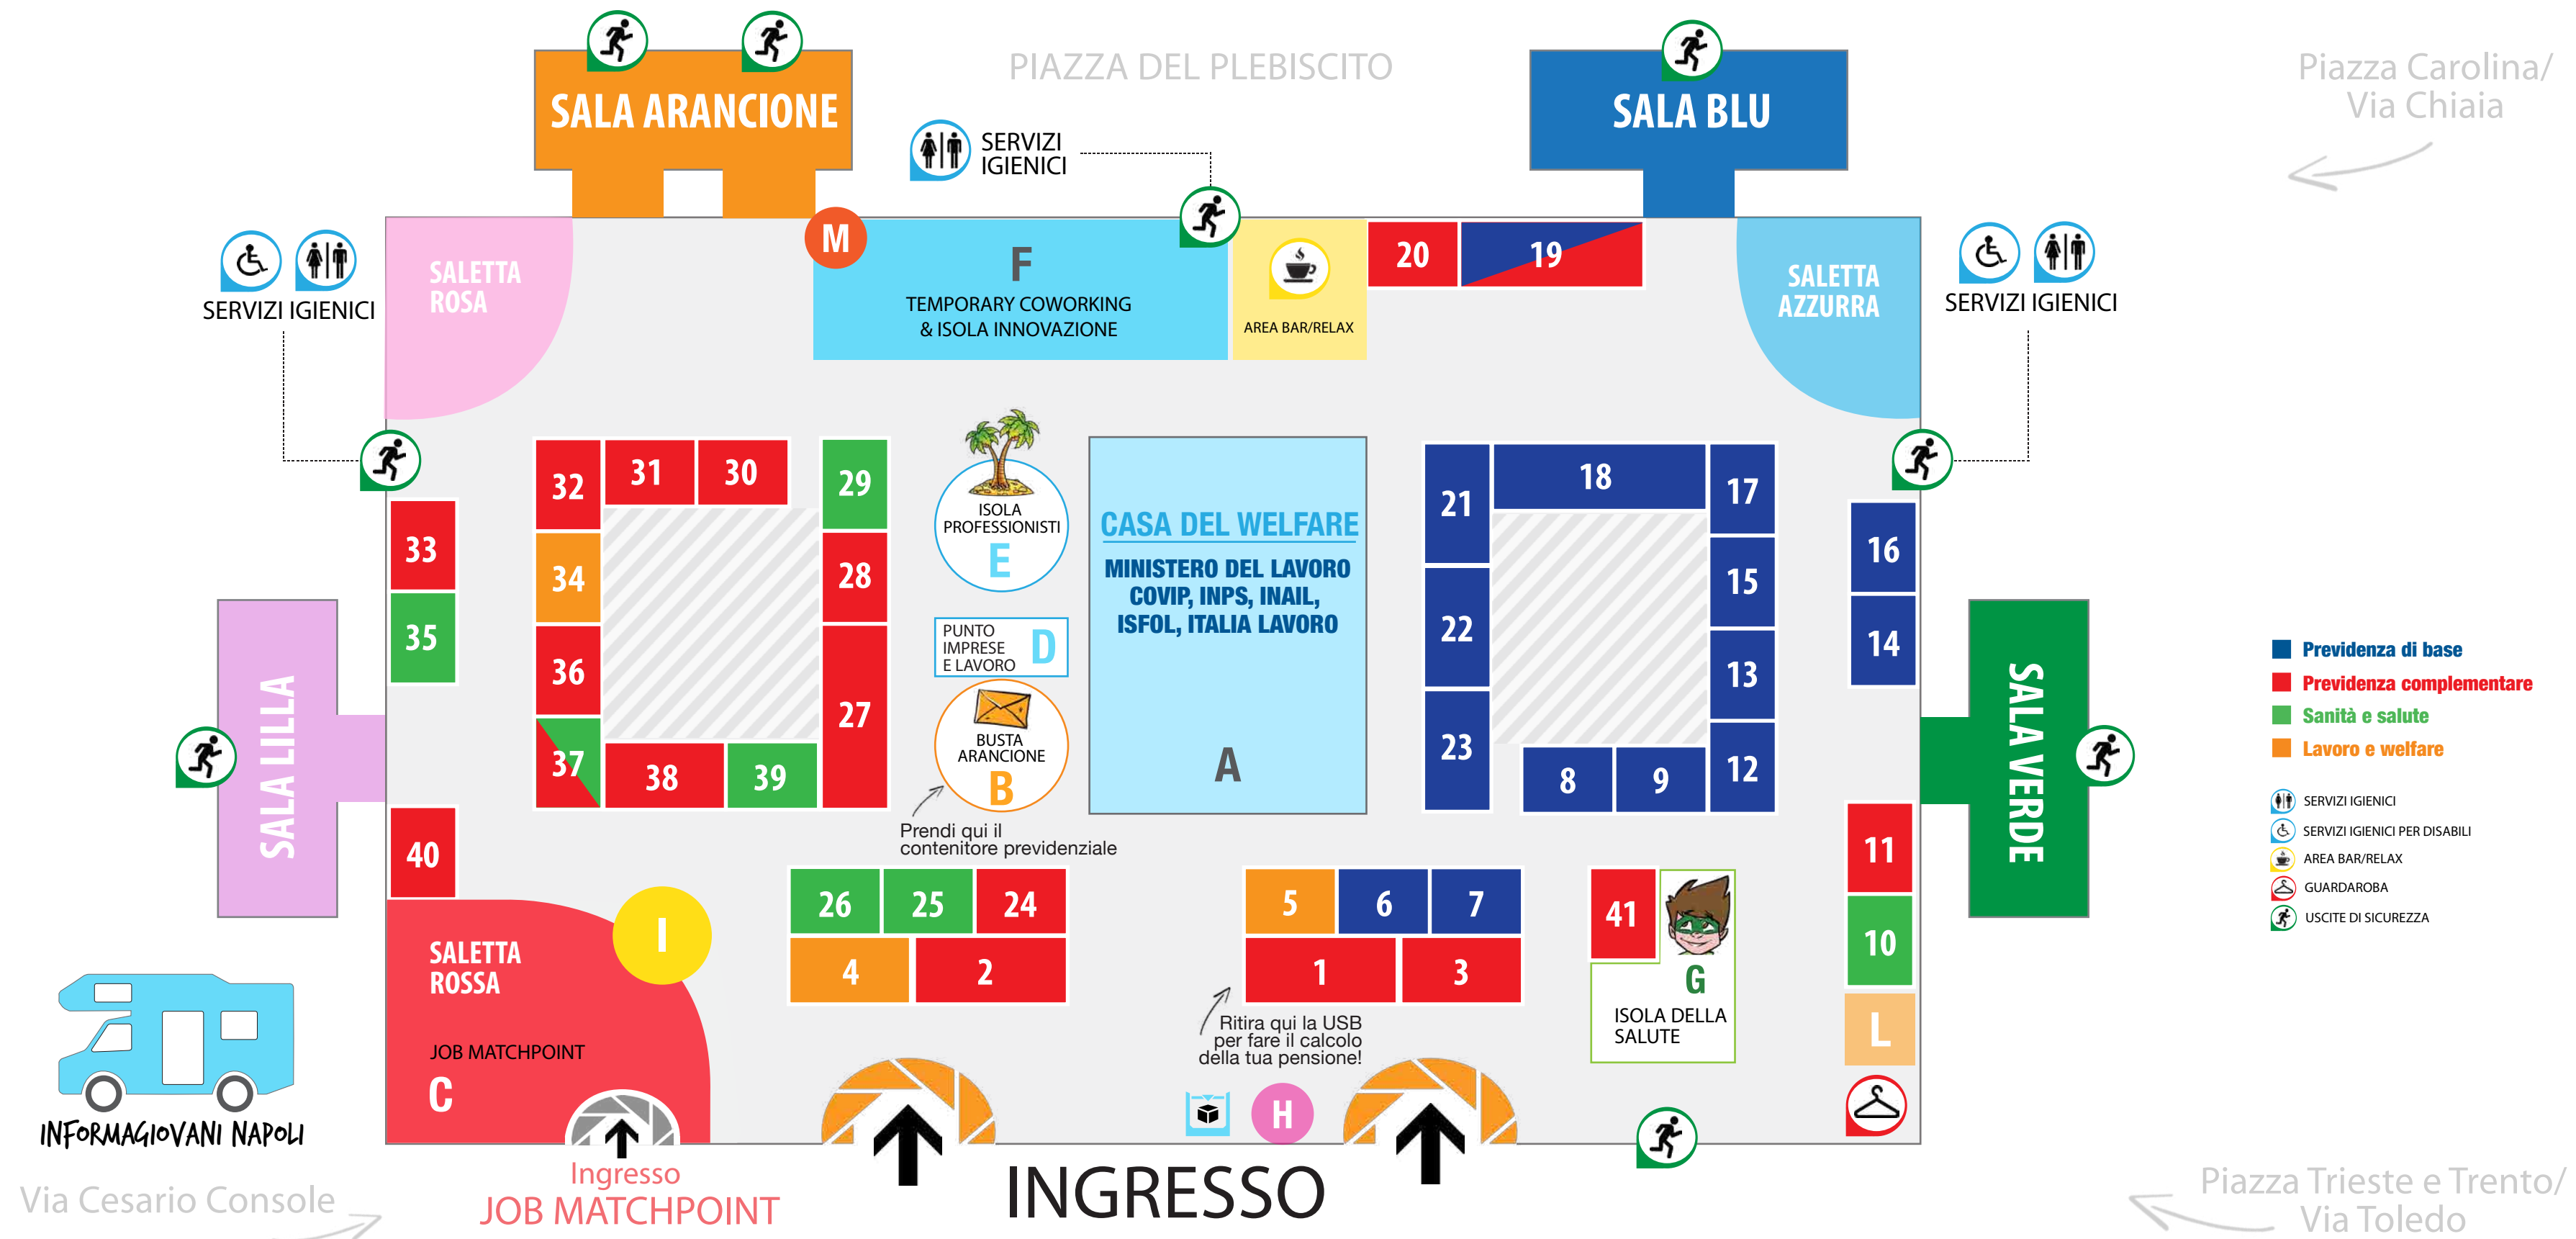 PIAZZA DEL PLEBISCITO
Piazza Carolina/
Via Chiaia
SALA ARANCIONE
SALA BLU
SERVIZI
IGIENICI
M
F
TEMPORARY COWORKING
& ISOLA INNOVAZIONE
AREA BAR/RELAX
20
19
SALETTA
ROSA
SALETTA
AZZURRA
SERVIZI IGIENICI
SERVIZI IGIENICI
32
31
30
29
28
27
34
36
37
38
39
33
35
40
SALA LILLA
ISOLA
PROFESSIONISTI
E
PUNTO
IMPRESE
E LAVORO
D
BUSTA
ARANCIONE
B
Prendi qui il
contenitore previdenziale
CASA DEL WELFARE
MINISTERO DEL LAVORO
COVIP, INPS, INAIL,
ISFOL, ITALIA LAVORO
A
21
18
17
22
15
13
23
8
9
12
16
14
SALA VERDE
11
10
L
Previdenza di base
Previdenza complementare
Sanità e salute
Lavoro e welfare
SERVIZI IGIENICI
SERVIZI IGIENICI PER DISABILI
AREA BAR/RELAX
GUARDAROBA
USCITE DI SICUREZZA
SALETTA
ROSSA
I
JOB MATCHPOINT
C
26
25
24
4
2
5
6
7
1
3
41
G
ISOLA DELLA
SALUTE
Ritira qui la USB
per fare il calcolo
della tua pensione!
H
INFORMAGIOVANI NAPOLI
Via Cesario Console
Ingresso
JOB MATCHPOINT
INGRESSO
Piazza Trieste e Trento/
Via Toledo